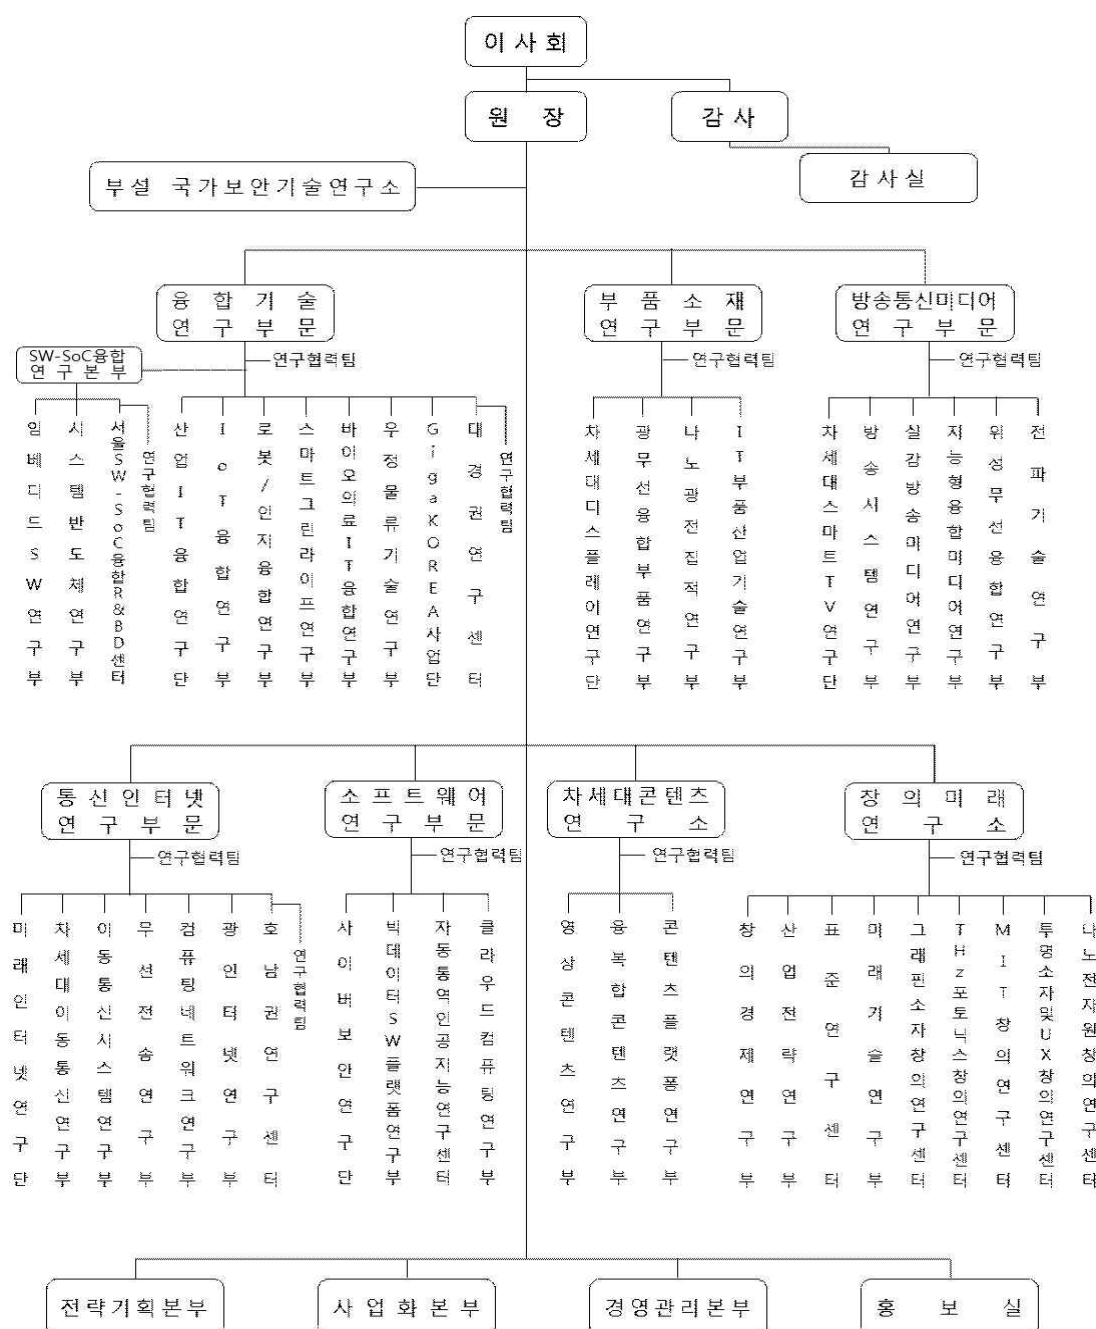 이사회
원 장
감사
감사실
부설 국가보안기술연구소
융합기술
연구부문
부품소재
연구부문
방송통신미디어
연구부문
연구협력팀
연구협력팀
연구협력팀
SW-SoC융합
연구본부
임베디드SW연구부
시스템반도체연구부
서울SW-SoC융합R&BD센터
연구협력팀
산업IT융합연구단
IoT융합연구부
로봇/인지융합연구부
스마트그린라이프연구부
바이오의료IT융합연구부
우정물류기술연구부
GigaKOREA사업단
대경권연구센터
연구협력팀
차세대디스플레이연구단
광무선융합부품연구부
나노광전집적연구부
IT부품산업기술연구부
차세대스마트TV연구단
방송시스템연구부
실감방송미디어연구부
지능형융합미디어연구부
위성무선융합연구부
전파기술연구부
통신인터넷
연구부문
소프트웨어
연구부문
차세대콘텐츠
연구소
창의미래
연구소
연구협력팀
연구협력팀
연구협력팀
연구협력팀
미래인터넷연구단
차세대이동통신연구부
이동통신시스템연구부
무선전송연구부
컴퓨팅네트워크연구부
광인터넷연구부
호남권연구센터
연구협력팀
사이버보안연구단
빅데이터SW플랫폼연구부
자동통역인공지능연구센터
클라우드컴퓨팅연구부
영상콘텐츠연구부
융복합콘텐츠연구부
콘텐츠플랫폼연구부
창의경제연구부
산업전략연구부
표준연구센터
미래기술연구부
그래핀소자창의연구센터
THz포토닉스창의연구센터
MIT창의연구센터
투명소자및UX창의연구센터
나노전자원창의연구센터
전략기획본부
사업화본부
경영관리본부
홍보실